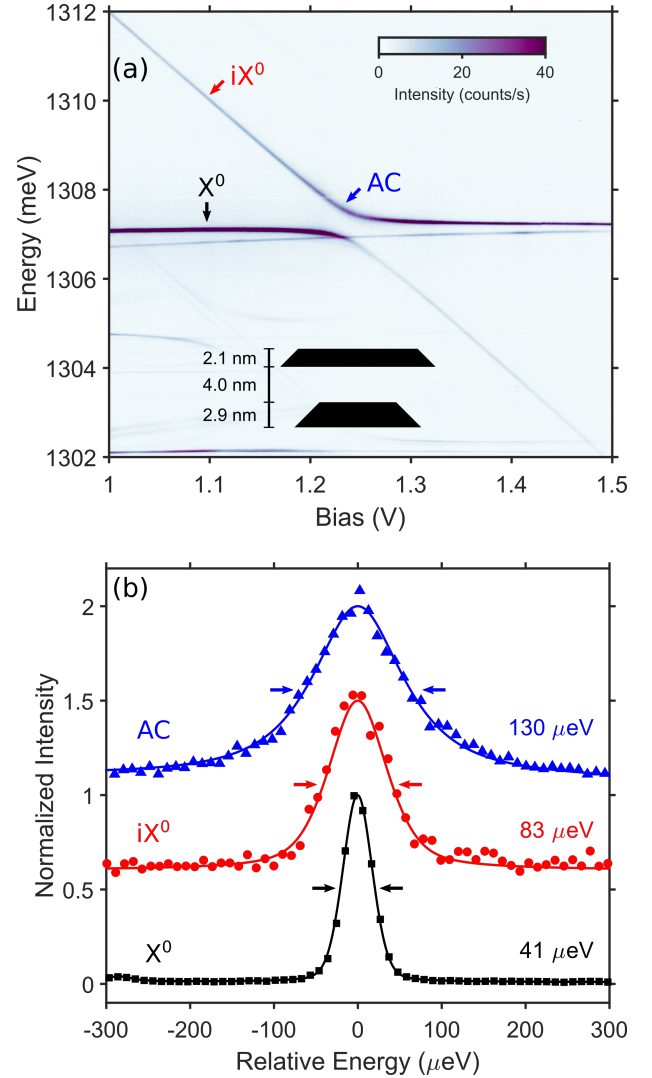 1312
1310
1308
1306
1304
1302
Energy (meV)
(a)
iX⁰
X⁰
AC
0 20 40
Intensity (counts/s)
2.1 nm
4.0 nm
2.9 nm
1 1.1 1.2 1.3 1.4 1.5
Bias (V)
(b)
2
1.5
1
0.5
0
Normalized Intensity
AC
130 μeV
iX⁰
83 μeV
X⁰
41 μeV
-300 -200 -100 0 100 200 300
Relative Energy (μeV)